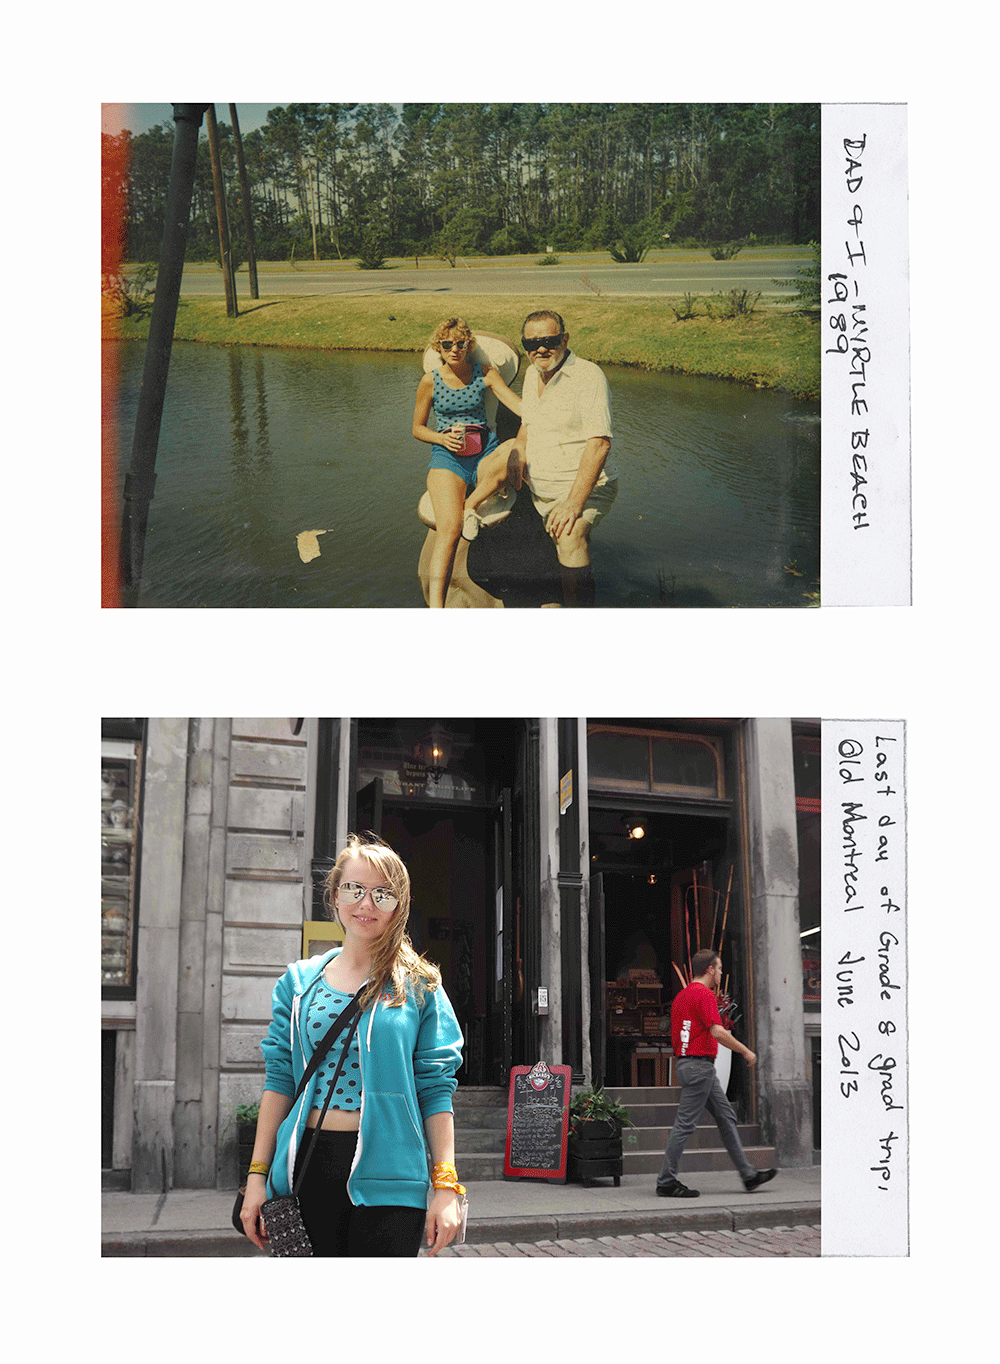 DAD & I - MYRTLE BEACH
1989
Last day of Grade 8 grad trip,
Old Montreal June 2013